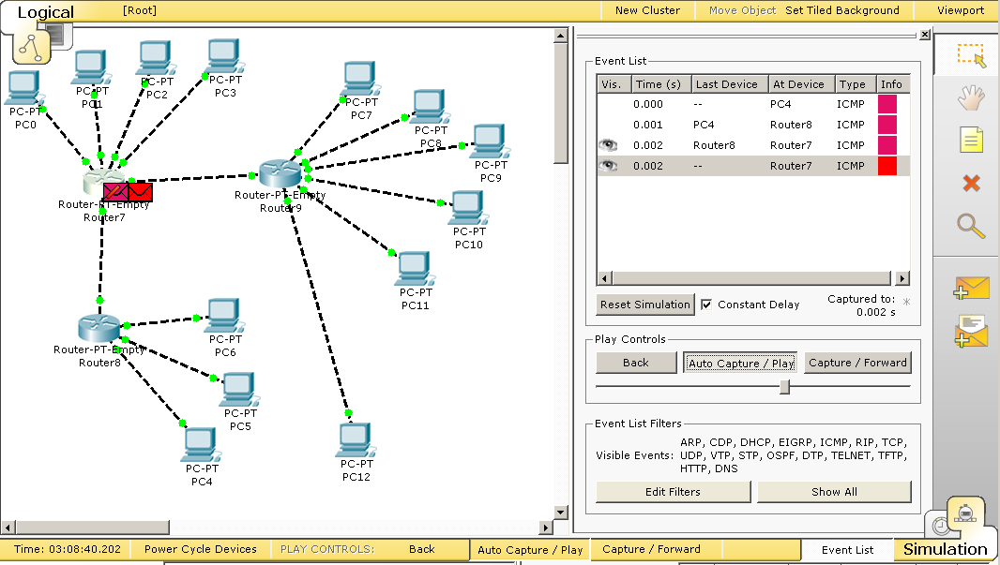 Logical
[Root]
New Cluster
Move Object
Set Tiled Background
Viewport
PC-PT
PC0
PC-PT
PC1
PC-PT
PC2
PC-PT
PC3
PC-PT
PC7
PC-PT
PC8
PC-PT
PC9
Router-PT-Empty
Router7
Router-PT-Empty
Router9
PC-PT
PC10
PC-PT
PC11
PC-PT
PC6
Router-PT-Empty
Router8
PC-PT
PC5
PC-PT
PC4
PC-PT
PC12
Event List
Vis. Time (s) Last Device At Device Type Info
0.000 -- PC4 ICMP
0.001 PC4 Router8 ICMP
0.002 Router8 Router7 ICMP
0.002 -- Router7 ICMP
Reset Simulation
Constant Delay
Captured to:
0.002 s
*
Play Controls
Back
Auto Capture / Play
Capture / Forward
Event List Filters
Visible Events:
ARP, CDP, DHCP, EIGRP, ICMP, RIP, TCP,
UDP, VTP, STP, OSPF, DTP, TELNET, TFTP,
HTTP, DNS
Edit Filters
Show All
Time: 03:08:40.202
Power Cycle Devices
PLAY CONTROLS:
Back
Auto Capture / Play
Capture / Forward
Event List
Simulation